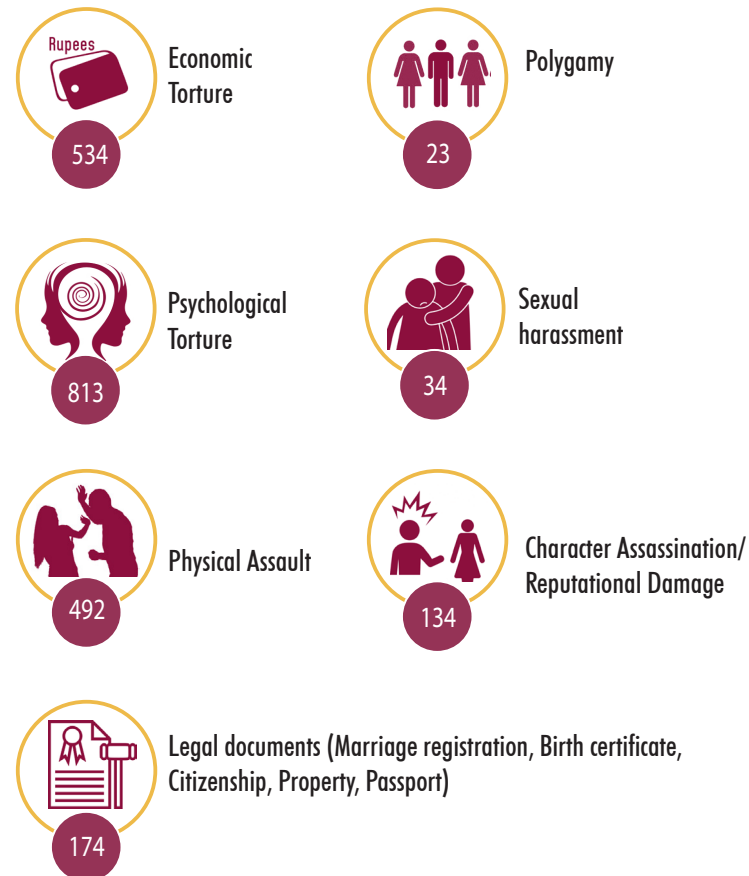 Rupees
Economic
Torture
534
Polygamy
23
Psychological
Torture
813
Sexual
harassment
34
Physical Assault
492
Character Assassination/
Reputational Damage
134
Legal documents (Marriage registration, Birth certificate,
Citizenship, Property, Passport)
174